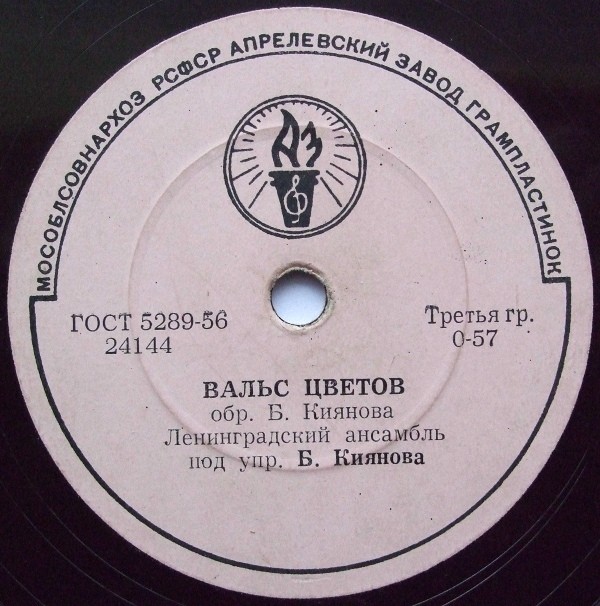 МОСОБЛСОВНАРХОЗ РСФСР АПРЕЛЕВСКИЙ ЗАВОД ГРАМПЛАСТИНОК
АЗ
ГОСТ 5289-56
24144
Третья гр.
0-57
ВАЛЬС ЦВЕТОВ
обр. Б. Киянова
Ленинградский ансамбль
под упр. Б. Киянова